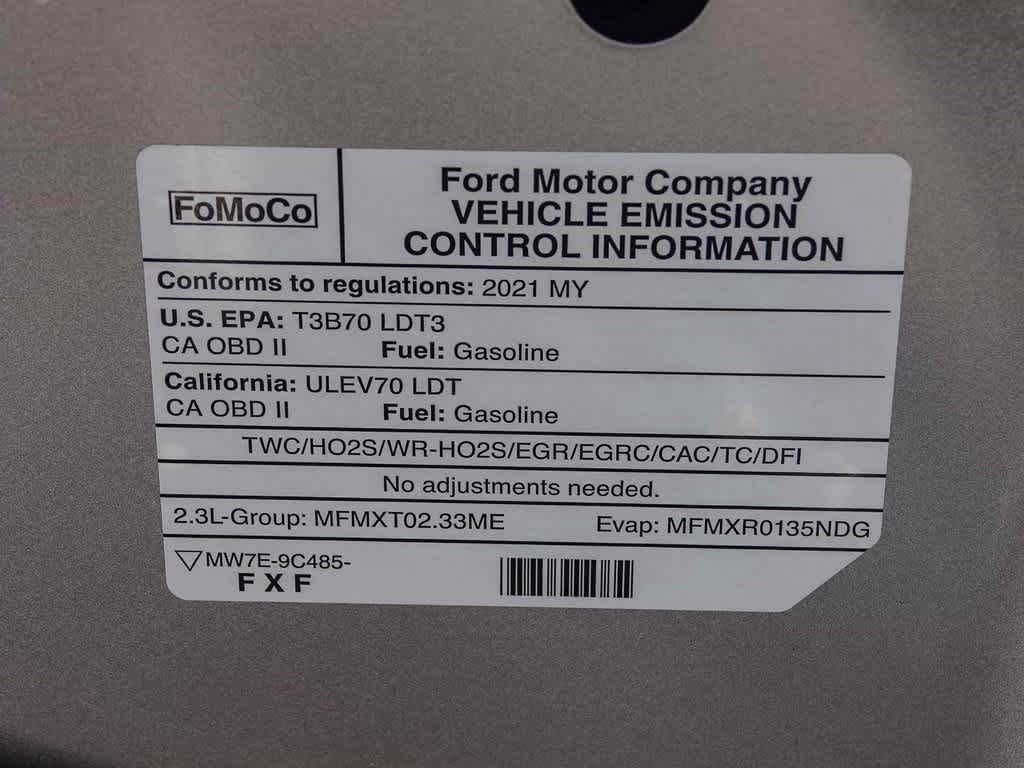 FoMoCo
Ford Motor Company
VEHICLE EMISSION
CONTROL INFORMATION
Conforms to regulations: 2021 MY
U.S. EPA: T3B70 LDT3
CA OBD II Fuel: Gasoline
California: ULEV70 LDT
CA OBD II Fuel: Gasoline
TWC/HO2S/WR-HO2S/EGR/EGRC/CAC/TC/DFI
No adjustments needed.
2.3L-Group: MFMXT02.33ME Evap: MFMXR0135NDG
MW7E-9C485-
F X F